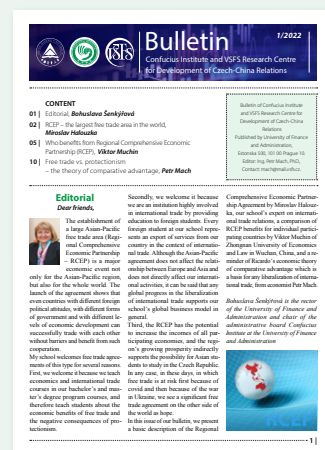 Bulletin
1/2022
Confucius Institute and VSFS Research Centre
for Development of Czech-China Relations
VSFS
CONTENT
01 | Editorial, Bohuslava Šenkýřová
02 | RCEP – the largest free trade area in the world,
Miroslav Halouzka
05 | Who benefits from Regional Comprehensive Economic
Partnership (RCEP), Viktor Muchin
10 | Free trade vs. protectionism
– the theory of comparative advantage, Petr Mach
Bulletin of Confucius Institute
and VSFS Research Centre for
Development of Czech-China
Relations
Published by University of Finance
and Administration,
Estonska 500, 101 00 Prague 10.
Editor: Ing. Petr Mach, PhD.,
Contact: mach@mail.vsfs.cz.
Editorial
Dear friends,
The establishment of
a large Asian-Pacific
free trade area (Regi-
onal Comprehensive
Economic Partnership
– RCEP) is a major
economic event not
only for the Asian-Pacific region,
but also for the whole world. The
launch of the agreement shows that
even countries with different foreign
political attitudes, with different forms
of government and with different le-
vels of economic development can
successfully trade with each other
without barriers and benefit from such
cooperation.
My school welcomes free trade agree-
ments of this type for several reasons.
First, we welcome it because we teach
economics and international trade
courses in our bachelor's and mas-
ter's degree program courses, and
therefore teach students about the
economic benefits of free trade and
the negative consequences of pro-
tectionism.
Secondly, we welcome it because
we are an institution highly involved
in international trade by providing
education to foreign students. Every
foreign student at our school repre-
sents an export of services from our
country in the context of internatio-
nal trade. Although the Asian-Pacific
agreement does not affect the relati-
onship between Europe and Asia and
does not directly affect our internati-
onal activities, it can be said that any
global progress in the liberalization
of international trade supports our
school's global business model in
general.
Third, the RCEP has the potential
to increase the incomes of all par-
ticipating economies, and the regi-
on's growing prosperity indirectly
supports the possibility for Asian stu-
dents to study in the Czech Republic.
In any case, in these days, in which
free trade is at risk first because of
covid and then because of the war
in Ukraine, we see a significant free
trade agreement on the other side of
the world as hope.
In this issue of our bulletin, we present
a basic description of the Regional
Comprehensive Economic Partner-
ship Agreement by Miroslav Halouz-
ka, our school's expert on internati-
onal trade relations, a comparison of
RCEP benefits for individual partici-
pating countries by Viktor Muchin of
Zhongnan University of Economics
and Law in Wuchan, China, and a re-
minder of Ricardo's economic theory
of comparative advantage which is
a basis for any liberalization of interna-
tional trade, from economist Petr Mach.
Bohuslava Šenkýřová is the rector
of the University of Finance and
Administration and chair of the
administrative board Confucius
Institute at the University of Finance
and Administration
1 |